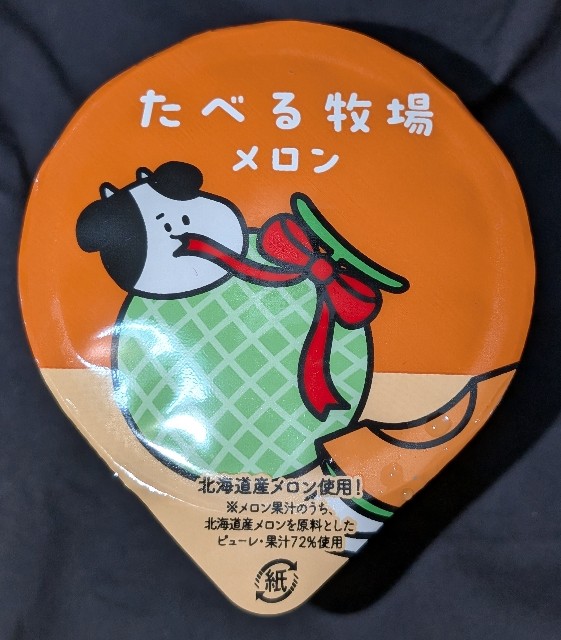 たべる牧場
メロン
北海道産メロン使用!
※メロン果汁のうち、
北海道産メロンを原料とした
ピューレ・果汁72%使用
紙